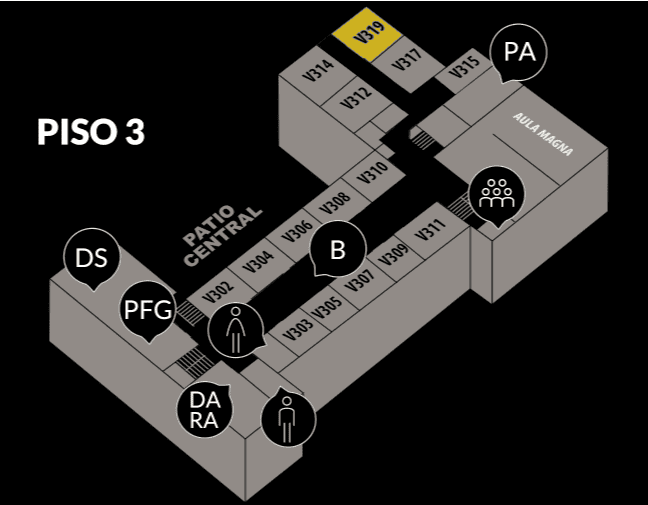 V319
V314
V317
V315
PA
V312
PISO 3
AULA MAGNA
V310
V308
PATIO
CENTRAL
V306
V311
DS
V304
B
V309
V302
V307
PFG
V305
V303
DA
RA